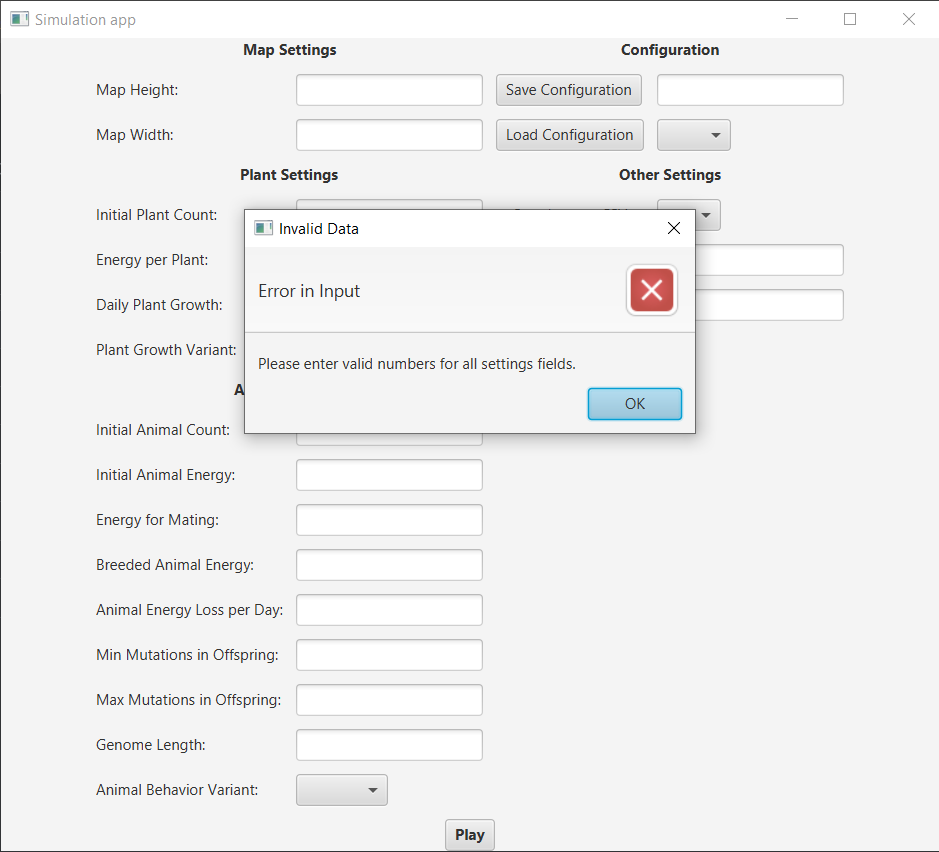 Simulation app
Map Settings
Configuration
Map Height:
Save Configuration
Map Width:
Load Configuration
Plant Settings
Other Settings
Initial Plant Count:
Invalid Data
Energy per Plant:
Error in Input
Daily Plant Growth:
Plant Growth Variant:
Please enter valid numbers for all settings fields.
A
OK
Initial Animal Count:
Initial Animal Energy:
Energy for Mating:
Breeded Animal Energy:
Animal Energy Loss per Day:
Min Mutations in Offspring:
Max Mutations in Offspring:
Genome Length:
Animal Behavior Variant:
Play